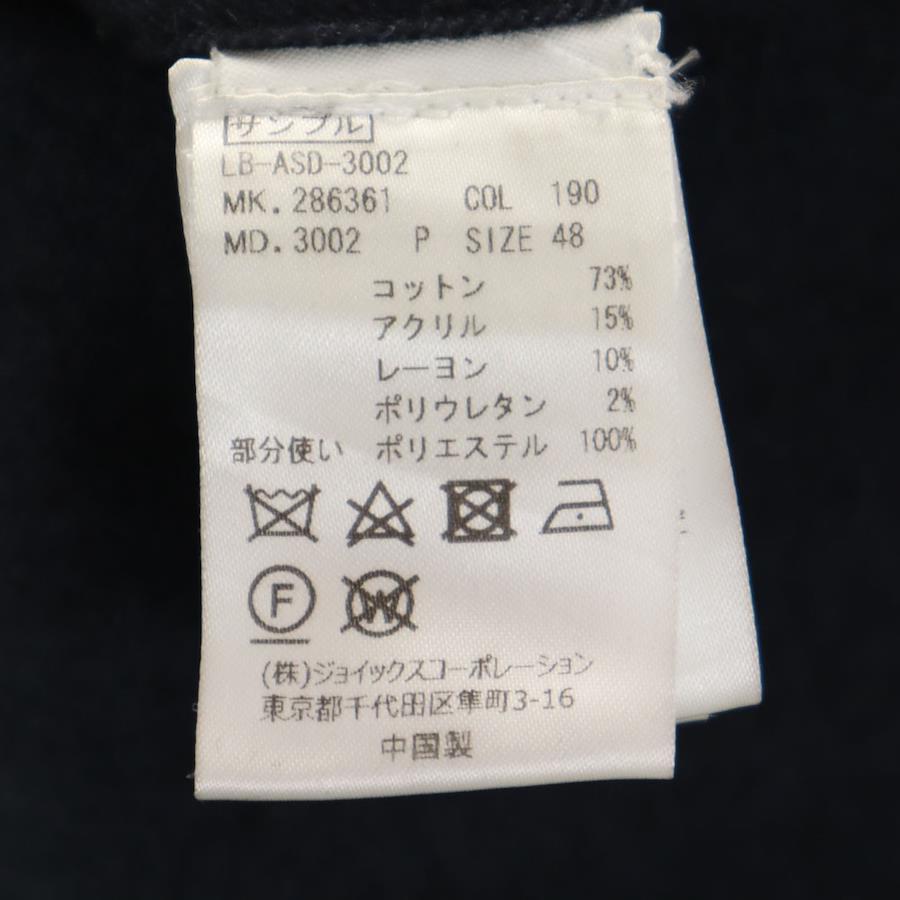 サンプル
LB-ASD-3002
MK. 286361 COL 190
MD. 3002 P SIZE 48
コットン 73%
アクリル 15%
レーヨン 10%
ポリウレタン 2%
部分使い ポリエステル 100%
F
W
(株)ジョイックスコーポレーション
東京都千代田区隼町3-16
中国製